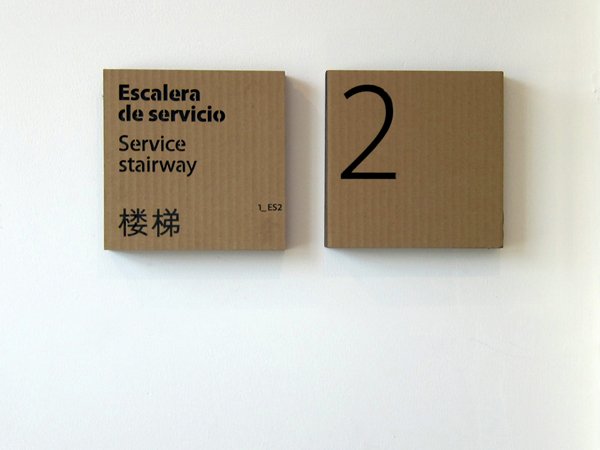 Escalera
de servicio
Service
stairway
1_ES2
楼梯
2